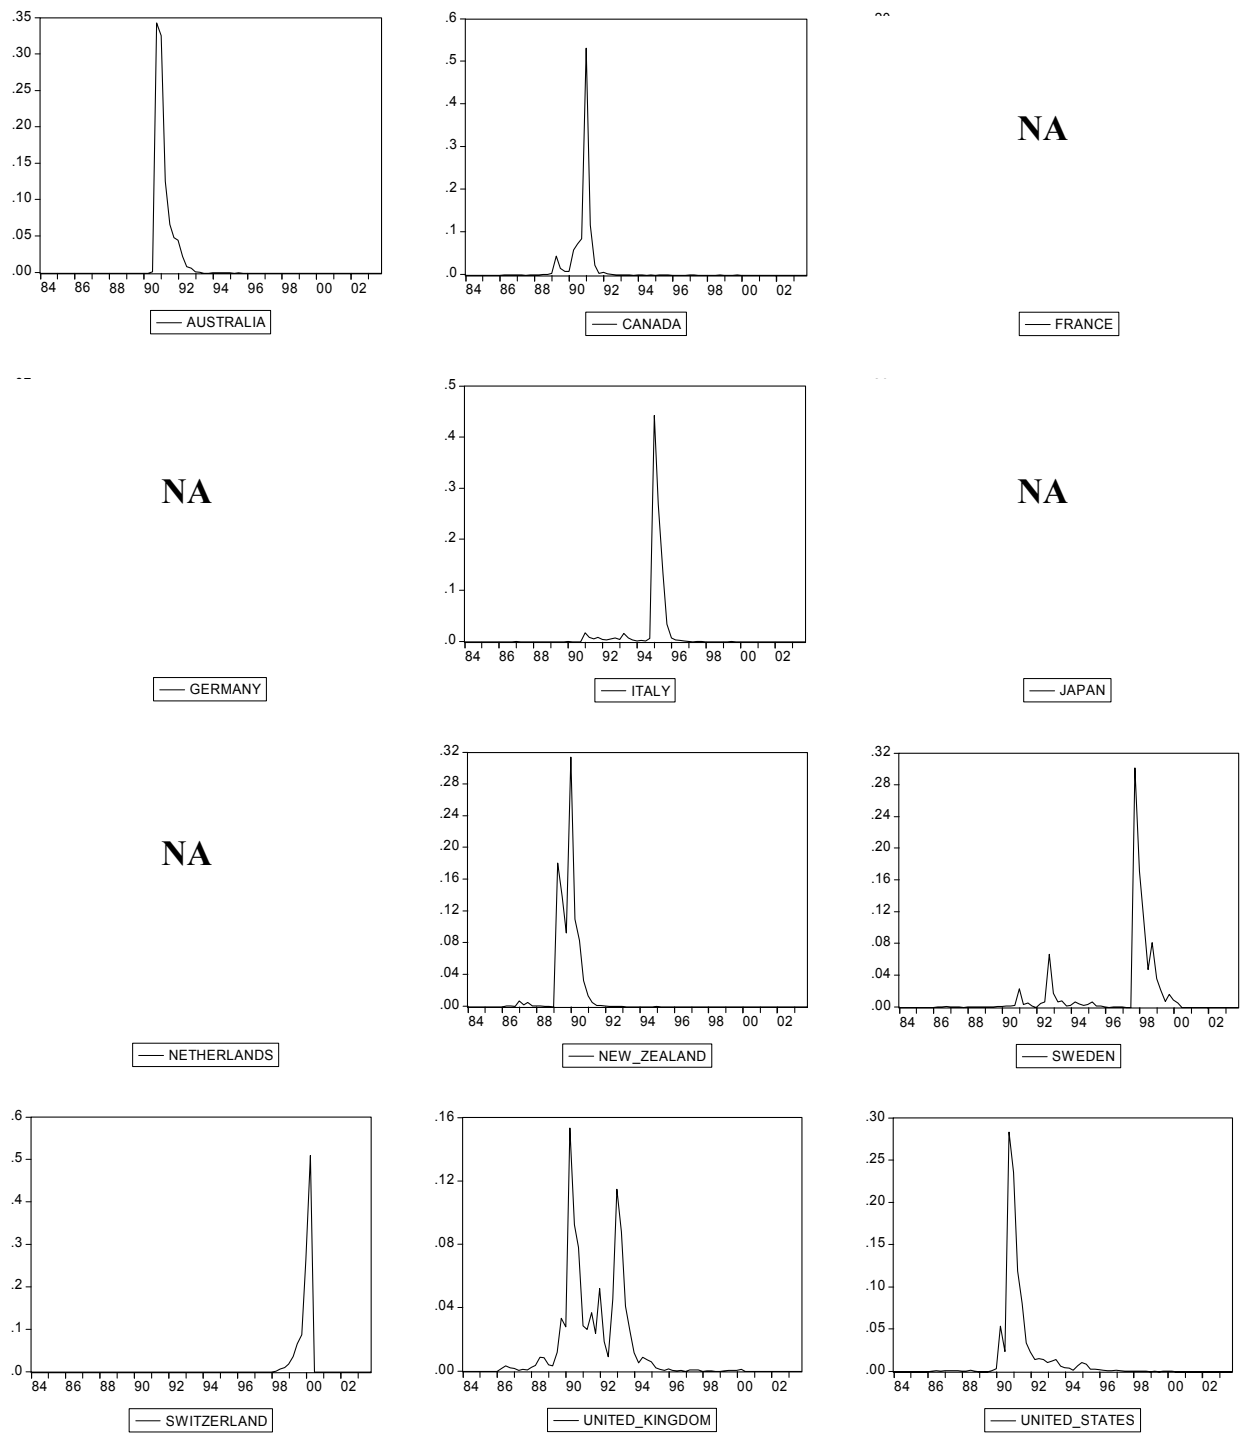 .35
.30
.25
.20
.15
.10
.05
.00
84 86 88 90 92 94 96 98 00 02
AUSTRALIA
.6
.5
.4
.3
.2
.1
.0
84 86 88 90 92 94 96 98 00 02
CANADA
NA
FRANCE
NA
GERMANY
.5
.4
.3
.2
.1
.0
84 86 88 90 92 94 96 98 00 02
ITALY
NA
JAPAN
NA
NETHERLANDS
.32
.28
.24
.20
.16
.12
.08
.04
.00
84 86 88 90 92 94 96 98 00 02
NEW_ZEALAND
.32
.28
.24
.20
.16
.12
.08
.04
.00
84 86 88 90 92 94 96 98 00 02
SWEDEN
.6
.5
.4
.3
.2
.1
.0
84 86 88 90 92 94 96 98 00 02
SWITZERLAND
.16
.12
.08
.04
.00
84 86 88 90 92 94 96 98 00 02
UNITED_KINGDOM
.30
.25
.20
.15
.10
.05
.00
84 86 88 90 92 94 96 98 00 02
UNITED_STATES